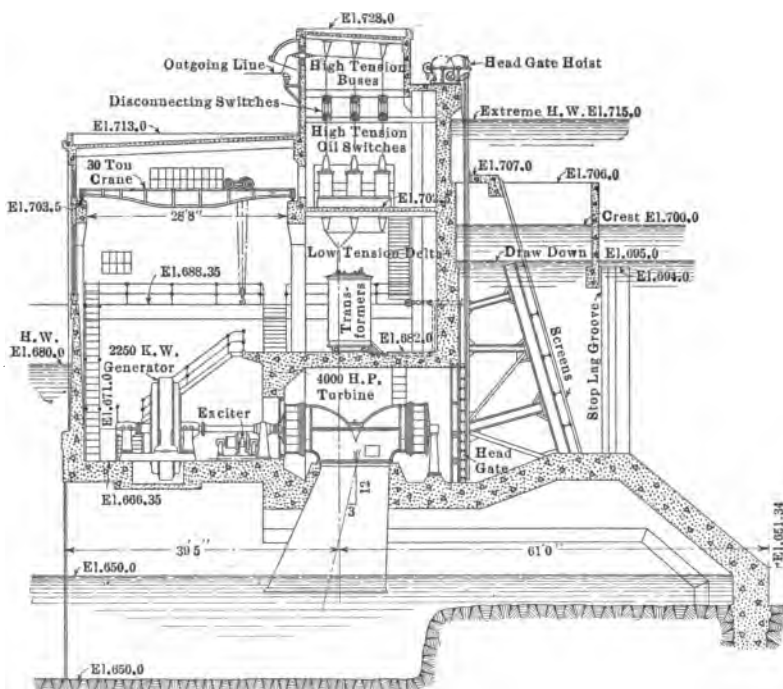 El.728.0
Outgoing Line
High Tension
Buses
Head Gate Hoist
Disconnecting Switches
Extreme H.W. El.715.0
El.713.0
High Tension
Oil Switches
30 Ton
Crane
El.707.0
El.706.0
El.703.5
28'8"
El.702.
Crest El.700.0
Low Tension Delta
Draw Down
El.695.0
El.694.0
El.688.35
Trans-
formers
H.W.
El.680.0
El.682.0
2250 K.W.
Generator
El.671.0
4000 H.P.
Turbine
Screens
Stop Lag Groove
Exciter
Head
Gate
El.666.35
12
3
39'5"
61'0"
El.651.34
El.650.0
El.650.0